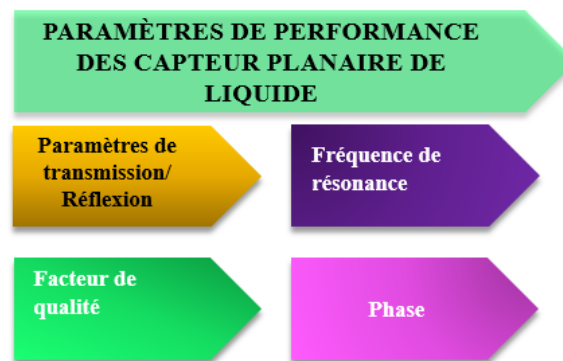 PARAMÈTRES DE PERFORMANCE
DES CAPTEUR PLANAIRE DE
LIQUIDE
Paramètres de
transmission/
Réflexion
Fréquence de
résonance
Facteur de
qualité
Phase